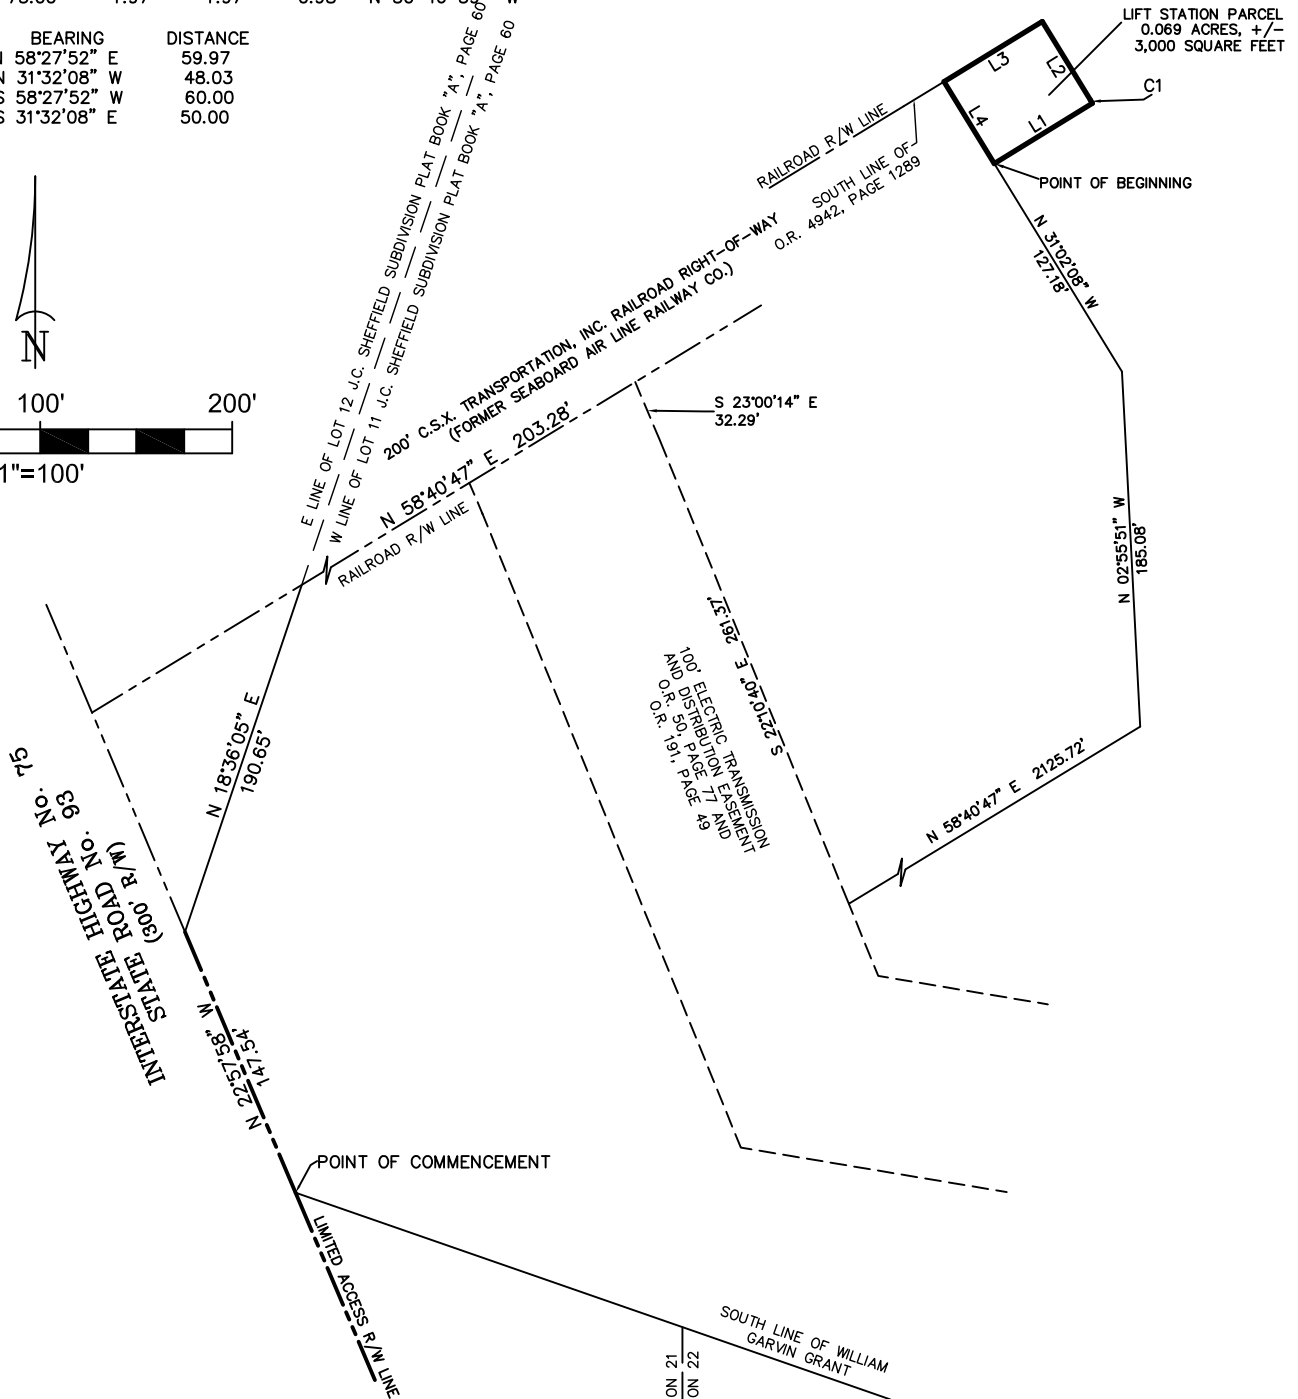 1.97 1.97
BEARING DISTANCE
N 58°27'52" E 59.97
N 31°32'08" W 48.03
S 58°27'52" W 60.00
S 31°32'08" E 50.00
N
100' 200'
1"=100'
LIFT STATION PARCEL
0.069 ACRES, +/-
3,000 SQUARE FEET
C1
L3
L2
L4
L1
POINT OF BEGINNING
RAILROAD R/W LINE
SOUTH LINE OF
O.R. 4942, PAGE 1289
N 31°02'08" W
127.18'
E LINE OF LOT 12 J.C. SHEFFIELD SUBDIVISION PLAT BOOK "A", PAGE 60
W LINE OF LOT 11 J.C. SHEFFIELD SUBDIVISION PLAT BOOK "A", PAGE 60
200' C.S.X. TRANSPORTATION, INC. RAILROAD RIGHT-OF-WAY
(FORMER SEABOARD AIR LINE RAILWAY CO.)
N 58°40'47" E 203.28'
RAILROAD R/W LINE
S 23°00'14" E
32.29'
N 02°55'51" W
185.08'
S 22°10'40" E 261.37'
100' ELECTRIC TRANSMISSION
AND DISTRIBUTION EASEMENT
O.R. 50, PAGE 77 AND
O.R. 191, PAGE 49
N 58°40'47" E 2125.72'
N 18°36'05" E
190.65'
INTERSTATE HIGHWAY No. 75
STATE ROAD No. 93
(300' R/W)
N 22°57'58" W
147.54'
POINT OF COMMENCEMENT
LIMITED ACCESS R/W LINE
SOUTH LINE OF WILLIAM
GARVIN GRANT
ON 21
ON 22